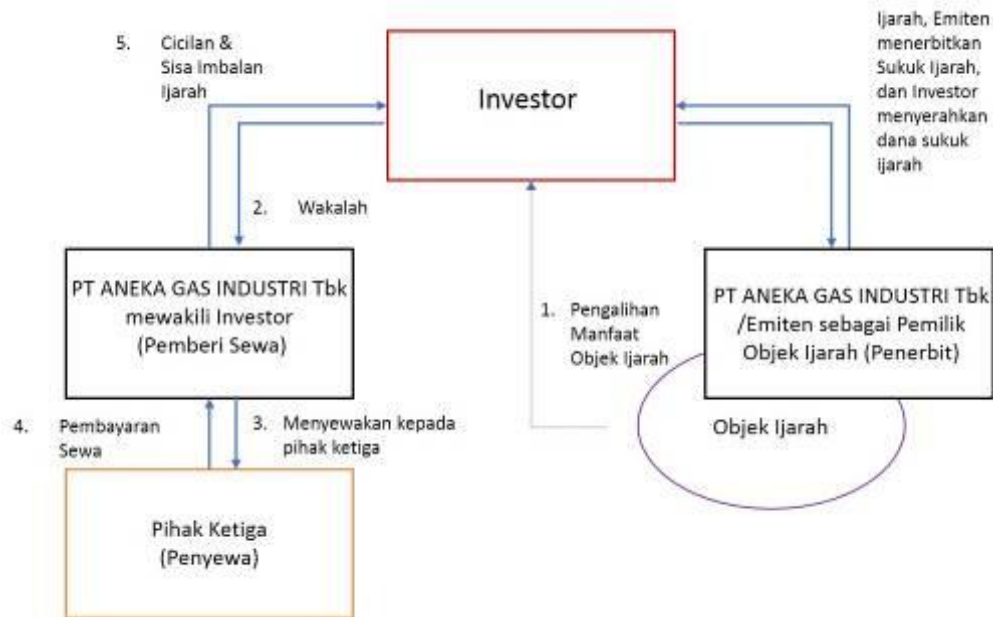 5. Cicilan &
Sisa Imbalan
Ijarah
Investor
Ijarah, Emiten
menerbitkan
Sukuk Ijarah,
dan Investor
menyerahkan
dana sukuk
ijarah
2. Wakalah
PT ANEKA GAS INDUSTRI Tbk
mewakili Investor
(Pemberi Sewa)
1. Pengalihan
Manfaat
Objek Ijarah
PT ANEKA GAS INDUSTRI Tbk
/Emiten sebagai Pemilik
Objek Ijarah (Penerbit)
Objek Ijarah
4. Pembayaran
Sewa
3. Menyewakan kepada
pihak ketiga
Pihak Ketiga
(Penyewa)